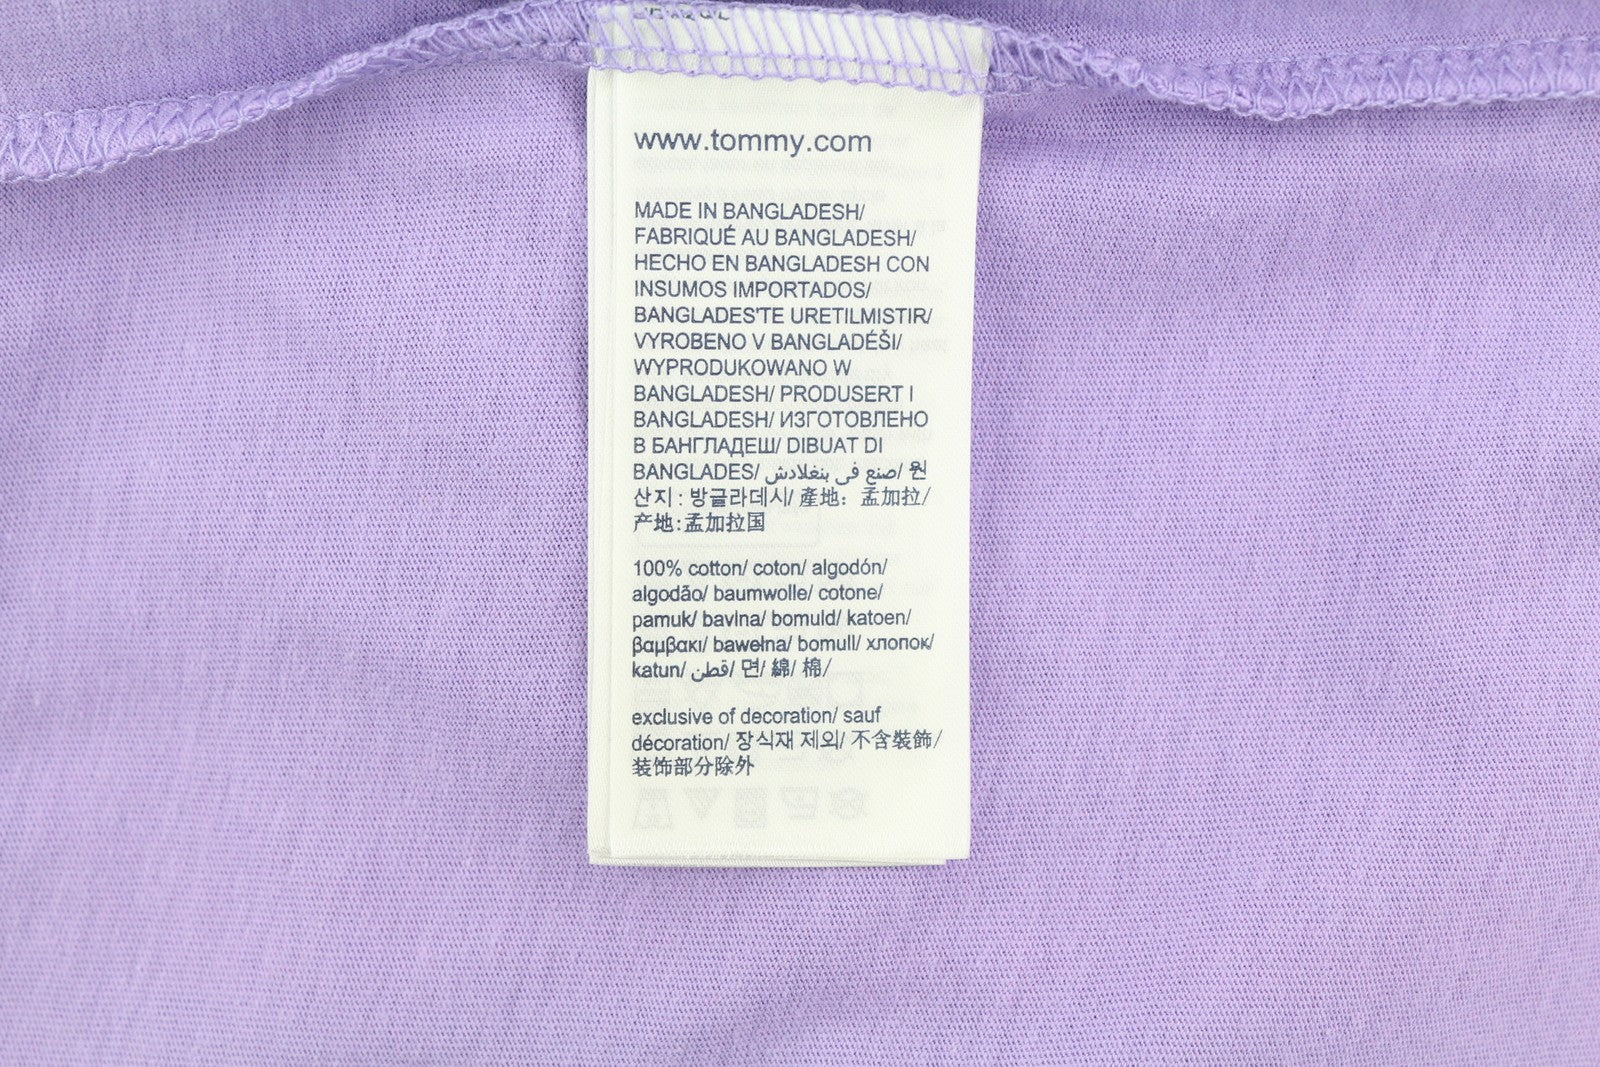 www.tommy.com
MADE IN BANGLADESH/
FABRIQUÉ AU BANGLADESH/
HECHO EN BANGLADESH CON
INSUMOS IMPORTADOS/
BANGLADES'TE URETILMISTIR/
VYROBENO V BANGLADÉŠI/
WYPRODUKOWANO W
BANGLADESH/ PRODUSERT I
BANGLADESH/ ИЗГОТОВЛЕНО
В БАНГЛАДЕШ/ DIBUAT DI
BANGLADES/ صنع فى بنغلادش/ 원
산지 : 방글라데시/ 產地: 孟加拉/
产地:孟加拉国
100% cotton/ coton/ algodón/
algodão/ baumwolle/ cotone/
pamuk/ bavlna/ bomuld/ katoen/
βαμβακι/ bawełna/ bomull/ хлопок/
katun/ قطن/ 면/ 綿/ 棉/
exclusive of decoration/ sauf
décoration/ 장식재 제외/ 不含裝飾/
装饰部分除外